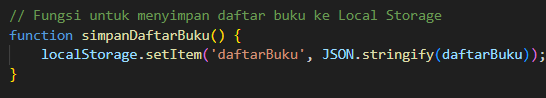 // Fungsi untuk menyimpan daftar buku ke Local Storage
function simpanDaftarBuku() {
    localStorage.setItem('daftarBuku', JSON.stringify(daftarBuku));
}